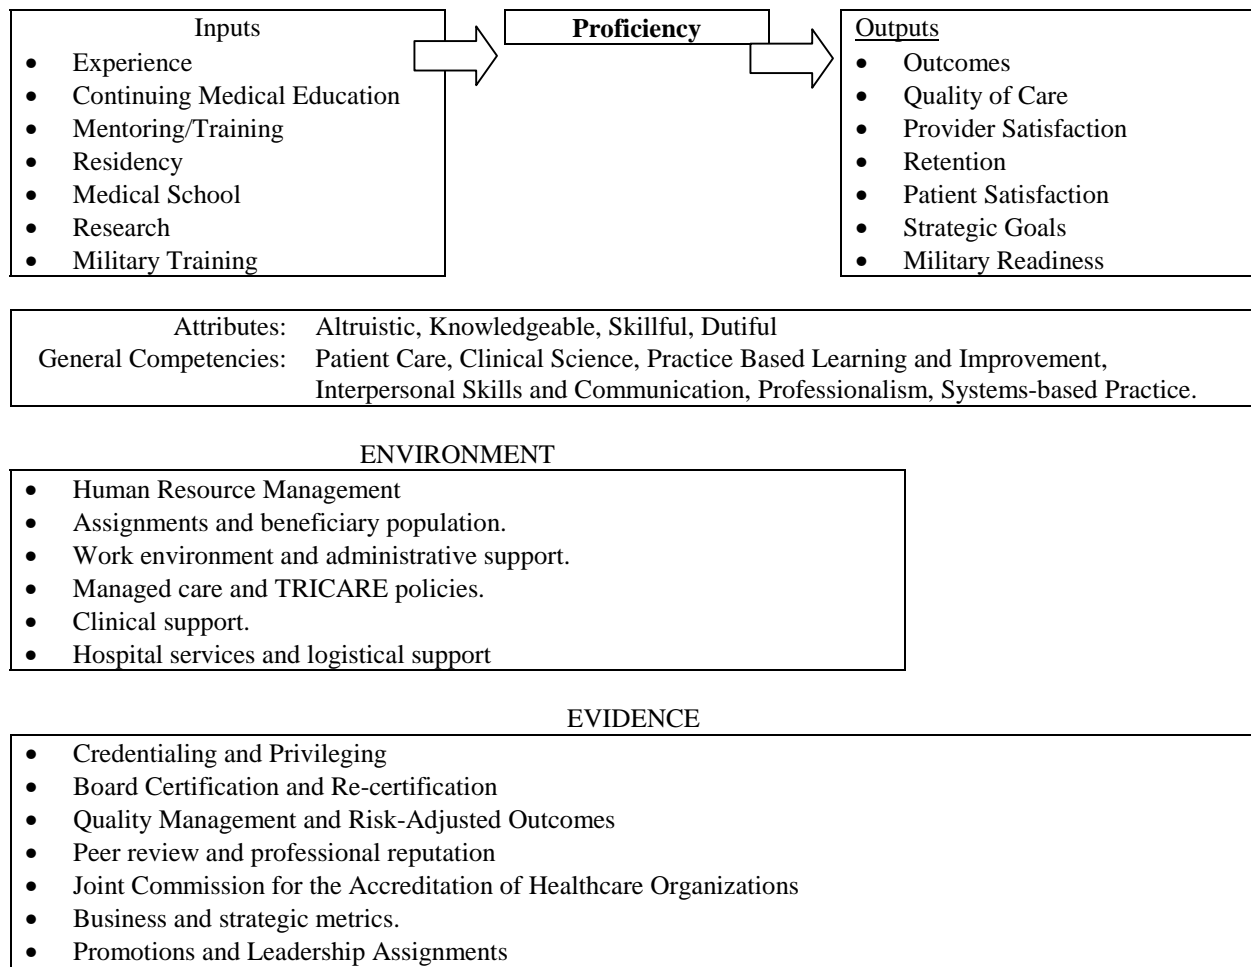 Inputs
• Experience
• Continuing Medical Education
• Mentoring/Training
• Residency
• Medical School
• Research
• Military Training
Proficiency
Outputs
• Outcomes
• Quality of Care
• Provider Satisfaction
• Retention
• Patient Satisfaction
• Strategic Goals
• Military Readiness
Attributes: Altruistic, Knowledgeable, Skillful, Dutiful
General Competencies: Patient Care, Clinical Science, Practice Based Learning and Improvement,
Interpersonal Skills and Communication, Professionalism, Systems-based Practice.
ENVIRONMENT
• Human Resource Management
• Assignments and beneficiary population.
• Work environment and administrative support.
• Managed care and TRICARE policies.
• Clinical support.
• Hospital services and logistical support
EVIDENCE
• Credentialing and Privileging
• Board Certification and Re-certification
• Quality Management and Risk-Adjusted Outcomes
• Peer review and professional reputation
• Joint Commission for the Accreditation of Healthcare Organizations
• Business and strategic metrics.
• Promotions and Leadership Assignments